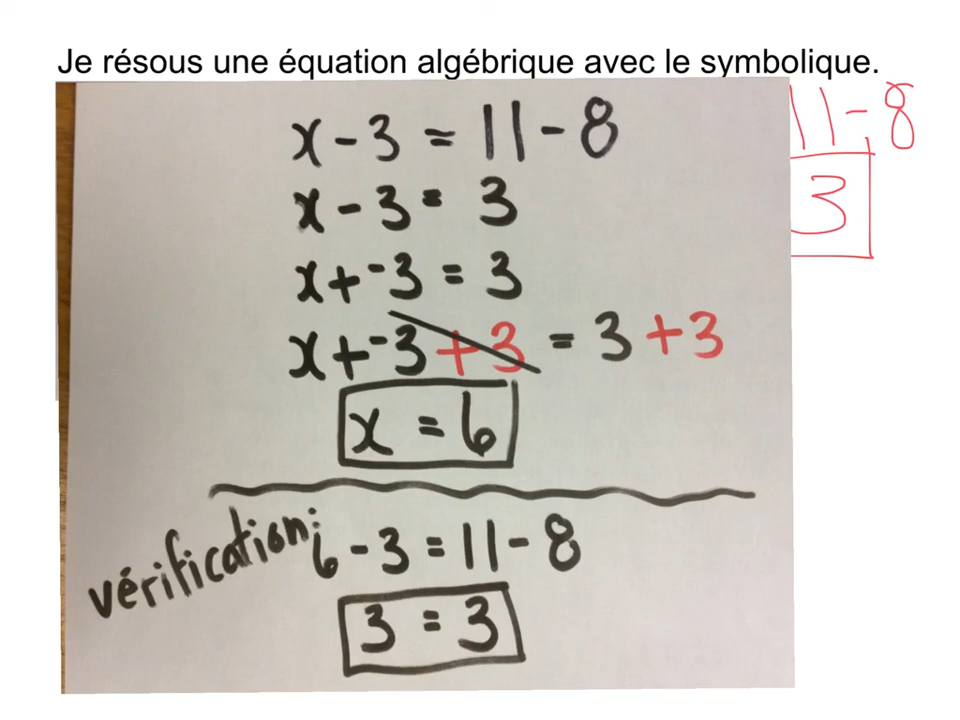 Je résous une équation algébrique avec le symbolique.
x - 3 = 11 - 8
x - 3 = 3
x + -3 = 3
x + -3 + 3 = 3 + 3
x = 6
vérification:
6 - 3 = 11 - 8
3 = 3
11 - 8
3